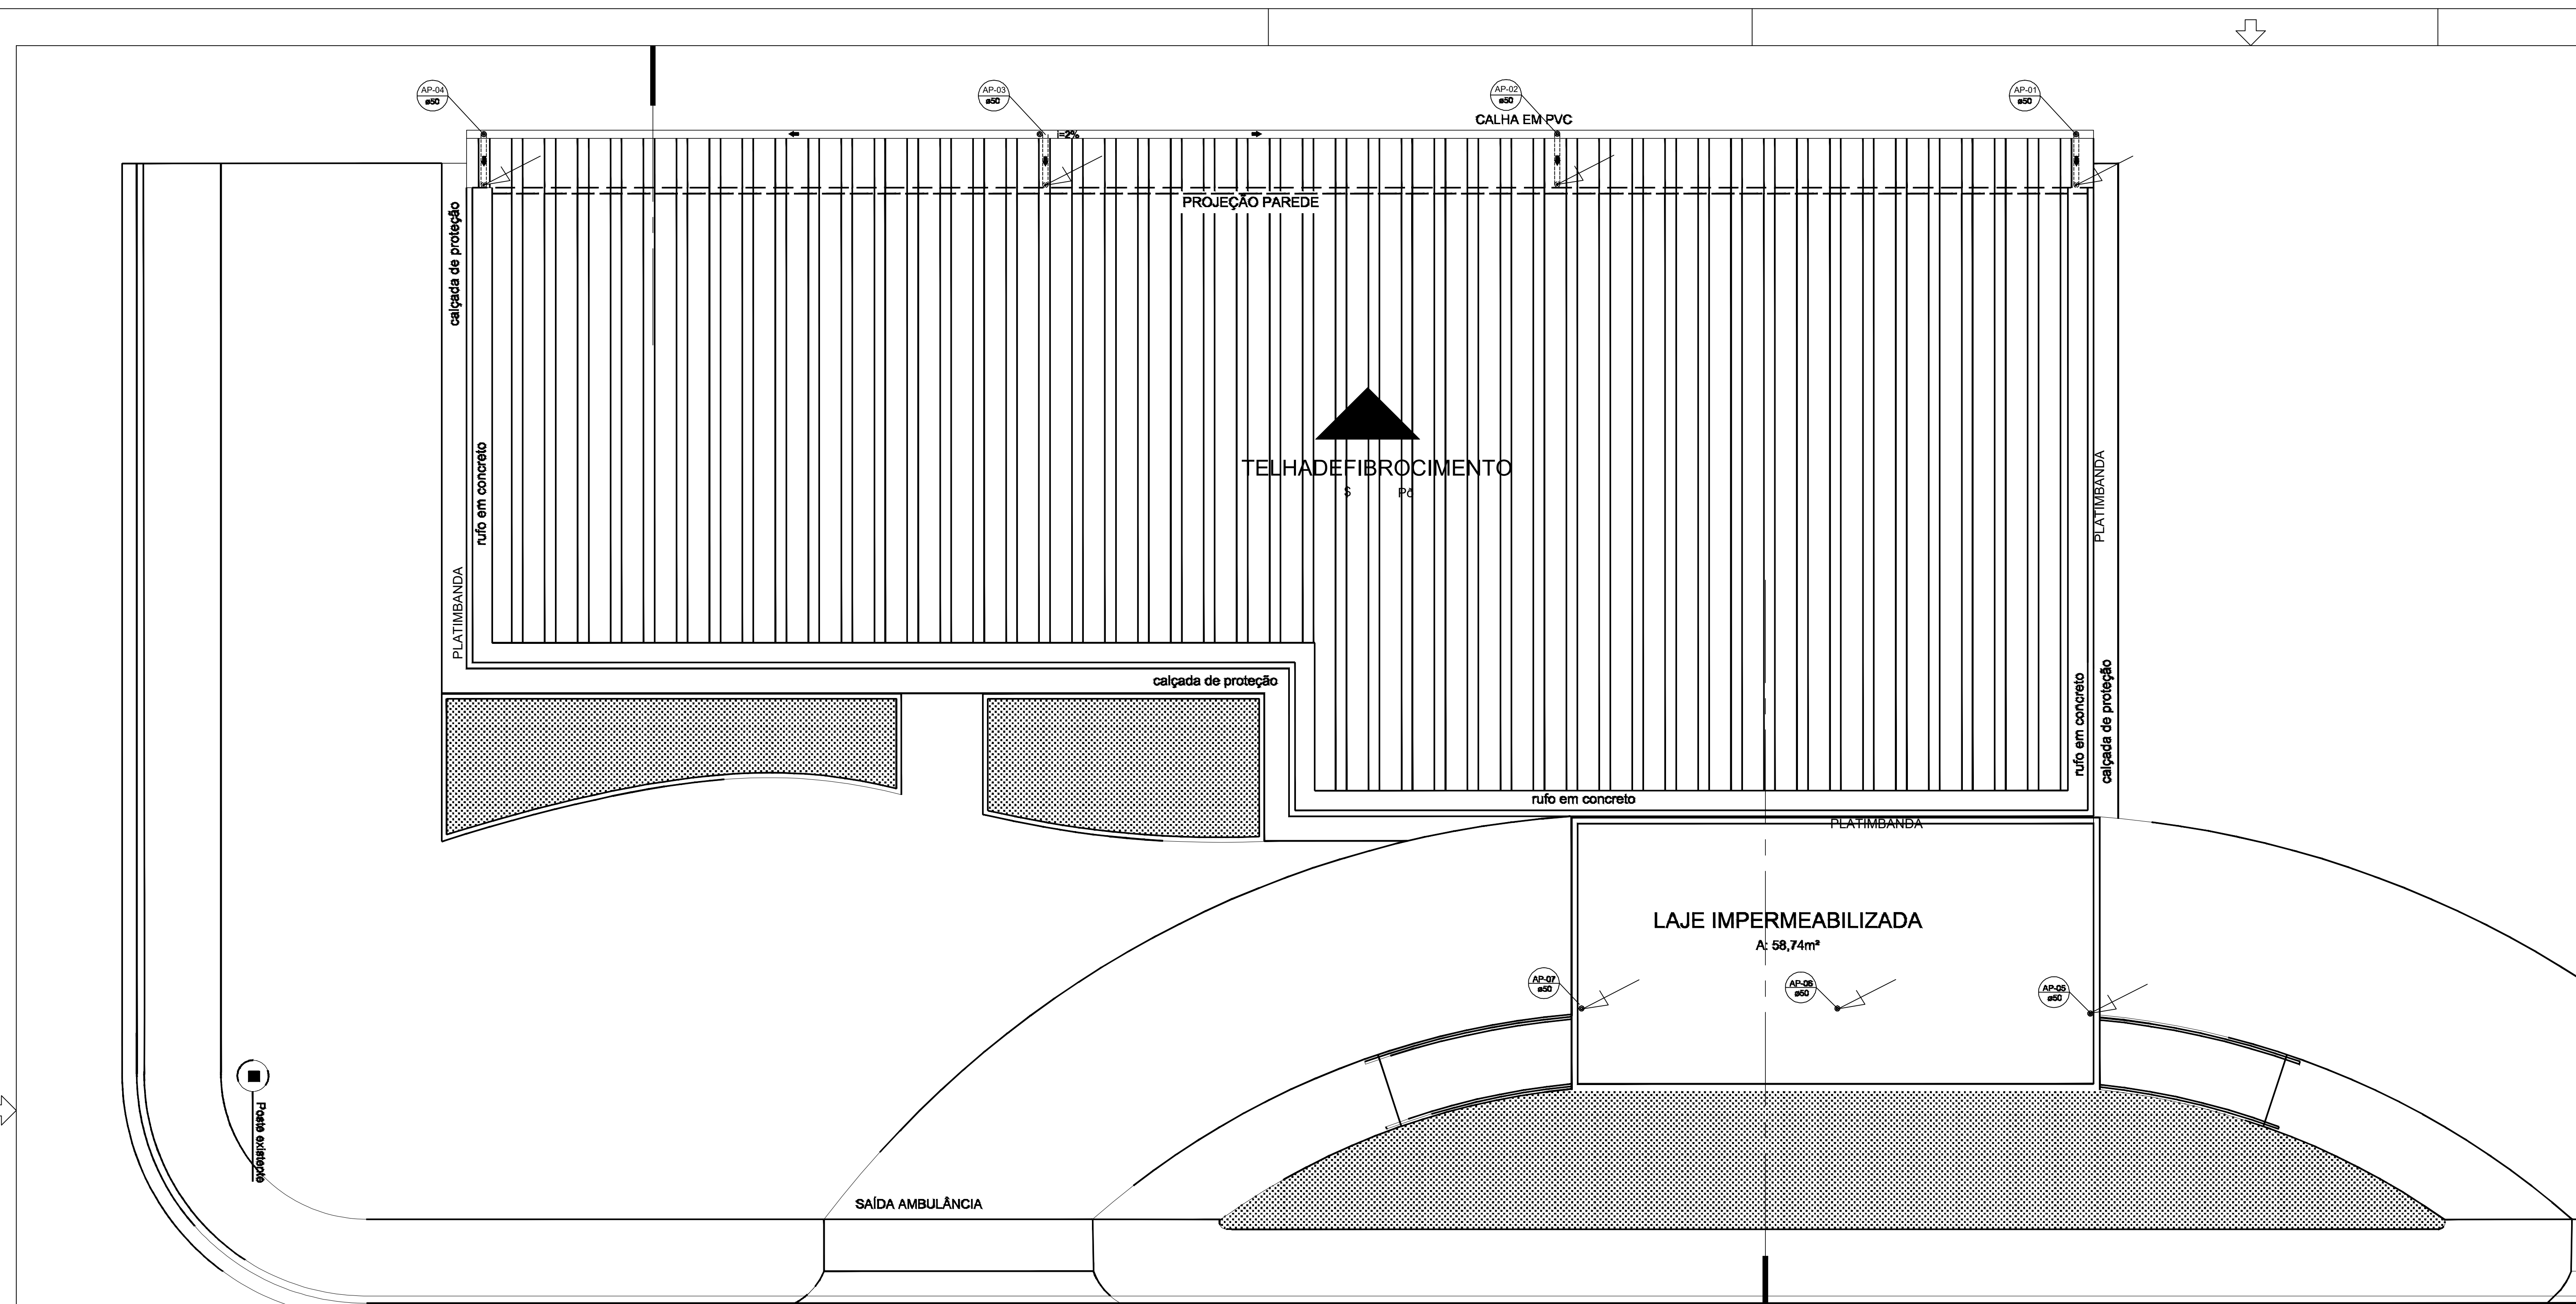 AP-04
ø50
AP-03
ø50
AP-02
ø50
AP-01
ø50
CALHA EM PVC
i=2%
PROJEÇÃO PAREDE
calçada de proteção
rufo em concreto
PLATIMBANDA
TELHADEFIBROCIMENTO
PLATIMBANDA
calçada de proteção
rufo em concreto
calçada de proteção
rufo em concreto
PLATIMBANDA
LAJE IMPERMEABILIZADA
A: 58,74m²
AP-07
ø50
AP-06
ø50
AP-05
ø50
Poste existente
SAÍDA AMBULÂNCIA